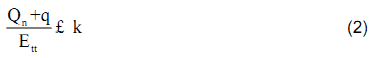 Qn+q
Ett
£ k
(2)